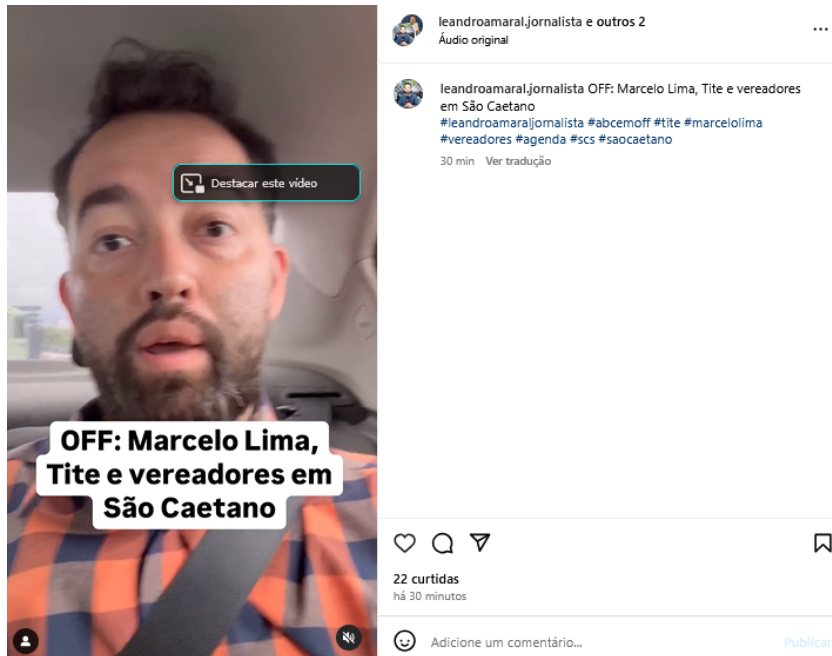 Destacar este vídeo
OFF: Marcelo Lima,
Tite e vereadores em
São Caetano
leandroamaral.jornalista e outros 2
Áudio original
leandroamaral.jornalista OFF: Marcelo Lima, Tite e vereadores
em São Caetano
#leandroamaraljornalista #abcemoff #tite #marcelolima
#vereadores #agenda #scs #saocaetano
30 min Ver tradução
22 curtidas
há 30 minutos
Adicione um comentário...
Publicar